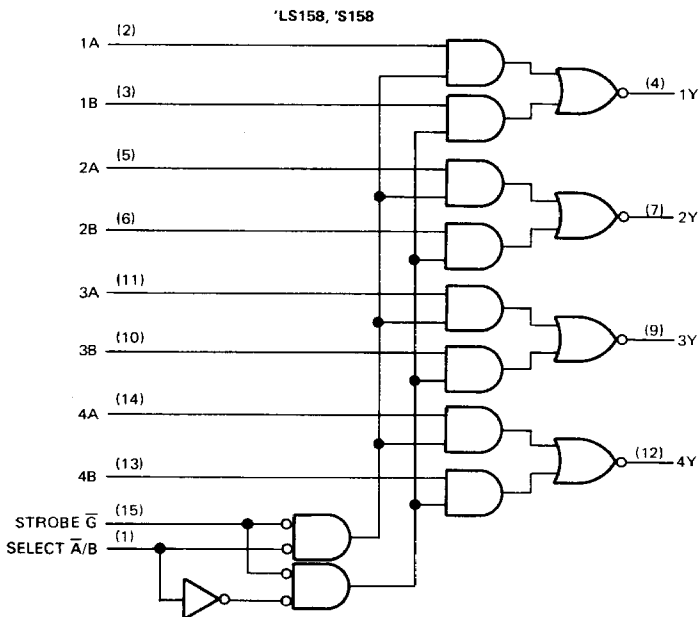 'LS158, 'S158
1A (2)
(4) 1Y
1B (3)
2A (5)
(7) 2Y
2B (6)
3A (11)
(9) 3Y
3B (10)
4A (14)
(12) 4Y
4B (13)
STROBE G̅ (15)
SELECT A̅/B (1)